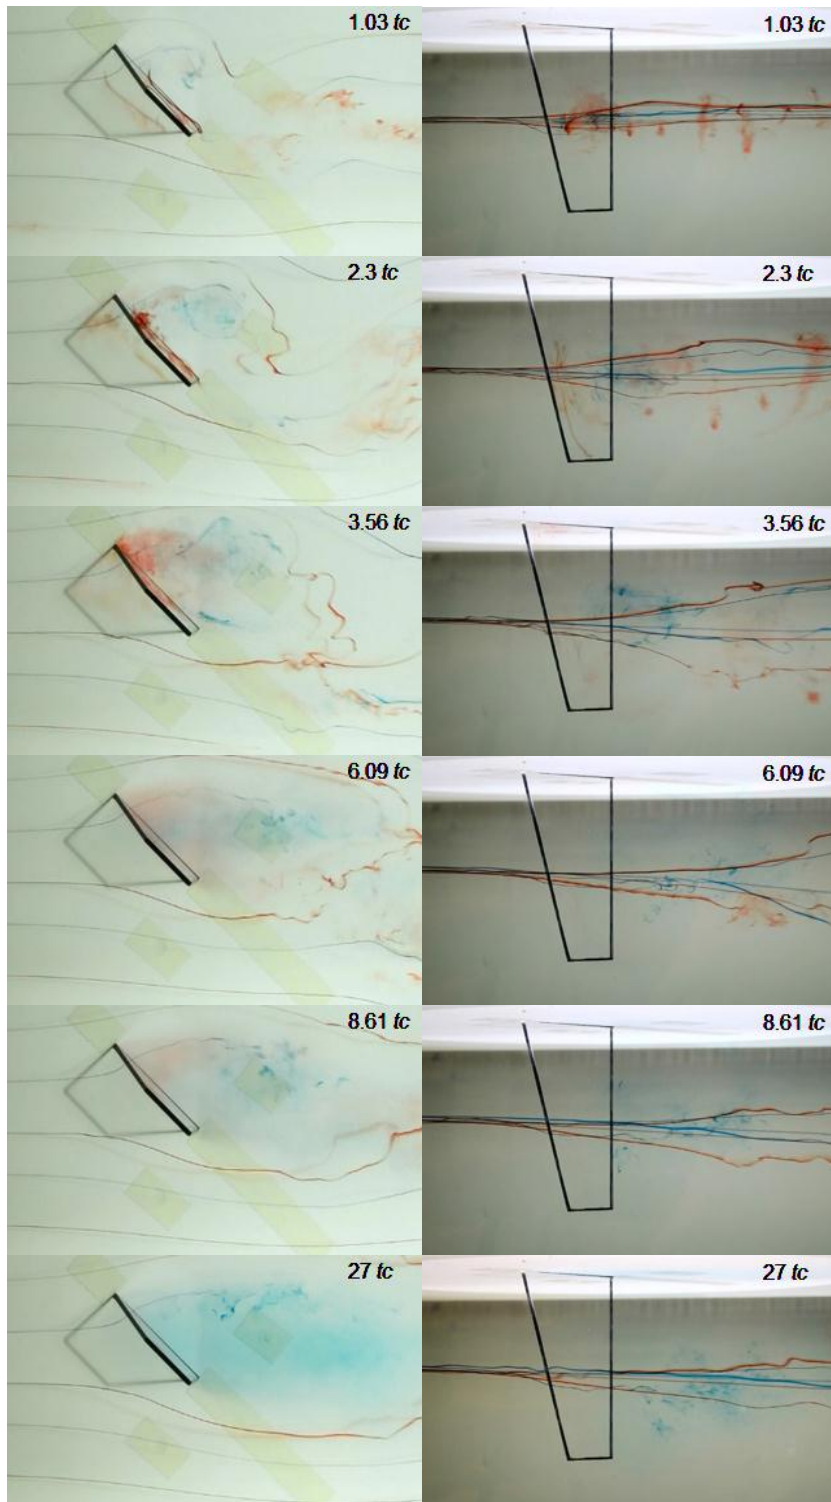 1.03 tc 1.03 tc
2.3 tc 2.3 tc
3.56 tc 3.56 tc
6.09 tc 6.09 tc
8.61 tc 8.61 tc
27 tc 27 tc